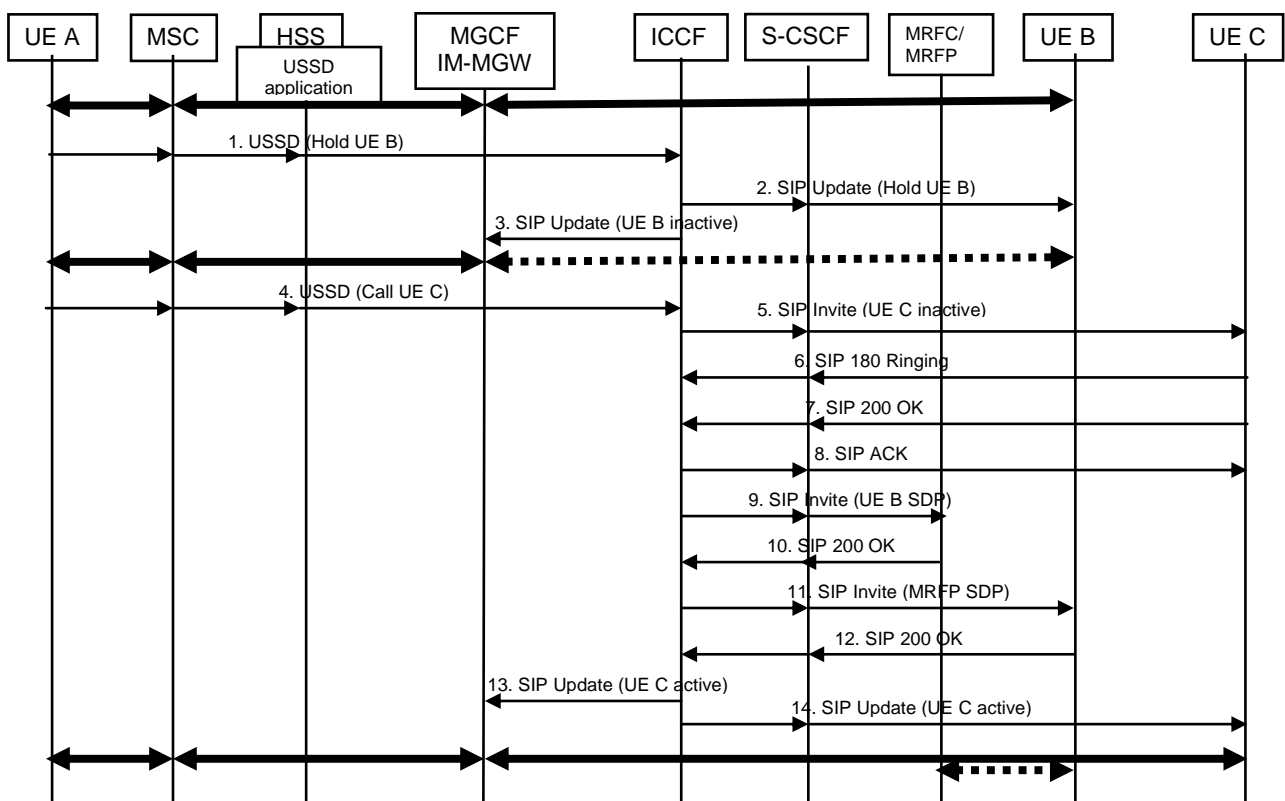 UE A
MSC
HSS
USSD
application
MGCF
IM-MGW
ICCF
S-CSCF
MRFC/
MRFP
UE B
UE C
1. USSD (Hold UE B)
2. SIP Update (Hold UE B)
3. SIP Update (UE B inactive)
4. USSD (Call UE C)
5. SIP Invite (UE C inactive)
6. SIP 180 Ringing
7. SIP 200 OK
8. SIP ACK
9. SIP Invite (UE B SDP)
10. SIP 200 OK
11. SIP Invite (MRFP SDP)
12. SIP 200 OK
13. SIP Update (UE C active)
14. SIP Update (UE C active)